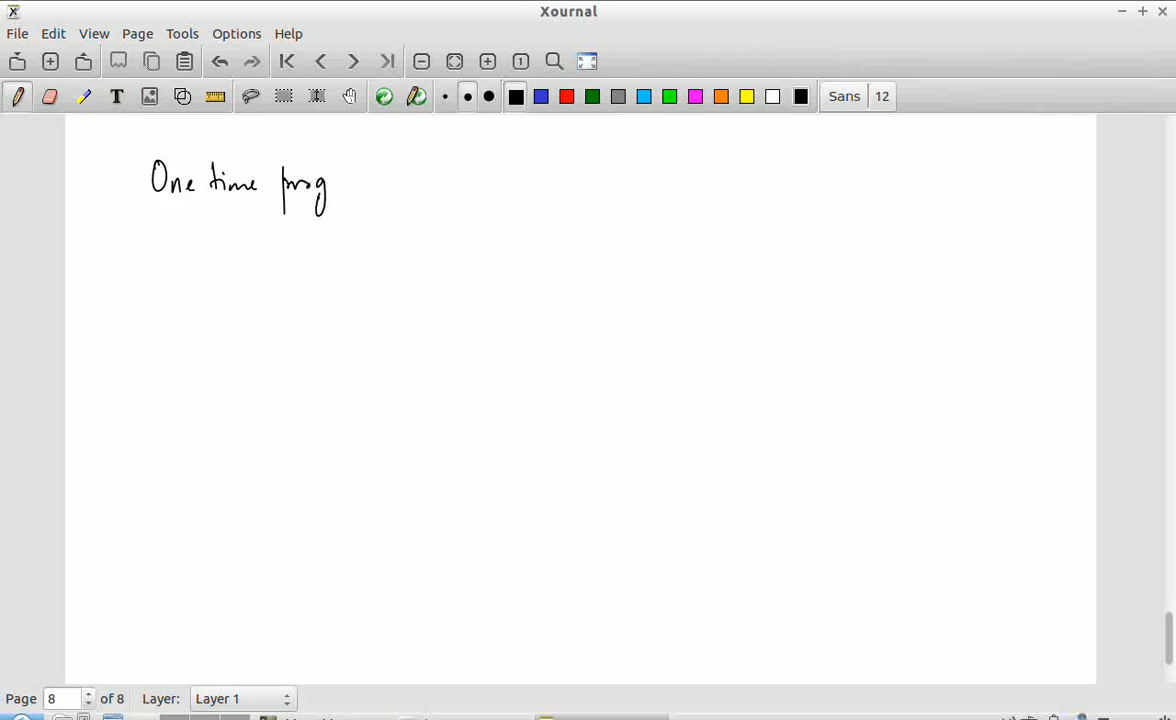 Xournal
File Edit View Page Tools Options Help
Sans 12
One time prog
Page 8 of 8 Layer: Layer 1